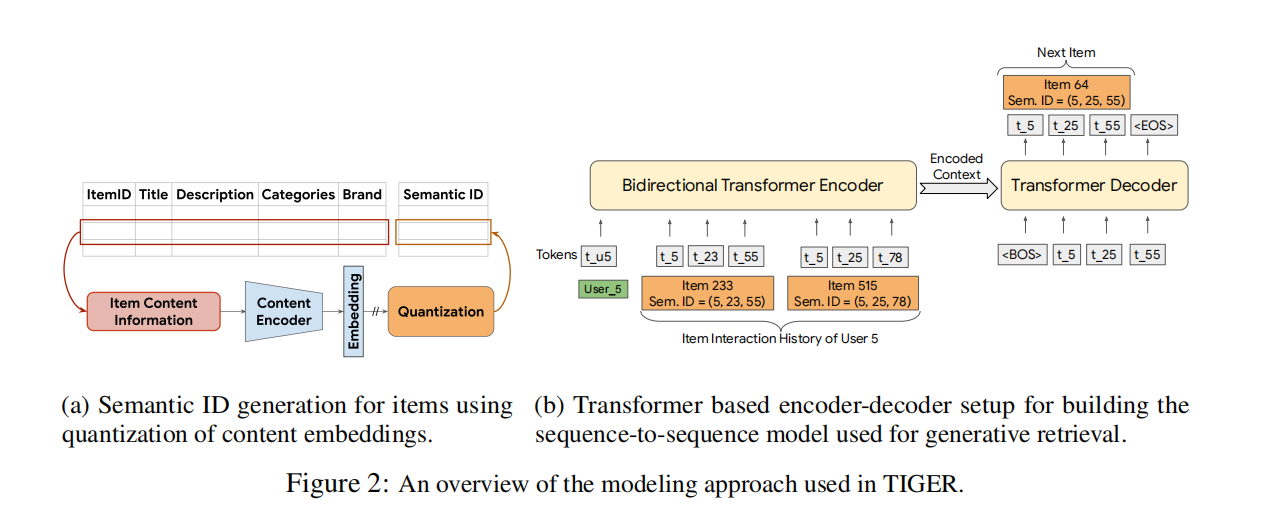 ItemID Title Description Categories Brand Semantic ID
Item Content
Information
Content
Encoder
Embedding
//
Quantization
(a) Semantic ID generation for items using
quantization of content embeddings.
Next Item
Item 64
Sem. ID = (5, 25, 55)
t_5 t_25 t_55 <EOS>
Bidirectional Transformer Encoder
Encoded
Context
Transformer Decoder
Tokens t_u5 t_5 t_23 t_55 t_5 t_25 t_78
<BOS> t_5 t_25 t_55
User_5
Item 233
Sem. ID = (5, 23, 55)
Item 515
Sem. ID = (5, 25, 78)
Item Interaction History of User 5
(b) Transformer based encoder-decoder setup for building the
sequence-to-sequence model used for generative retrieval.
Figure 2: An overview of the modeling approach used in TIGER.